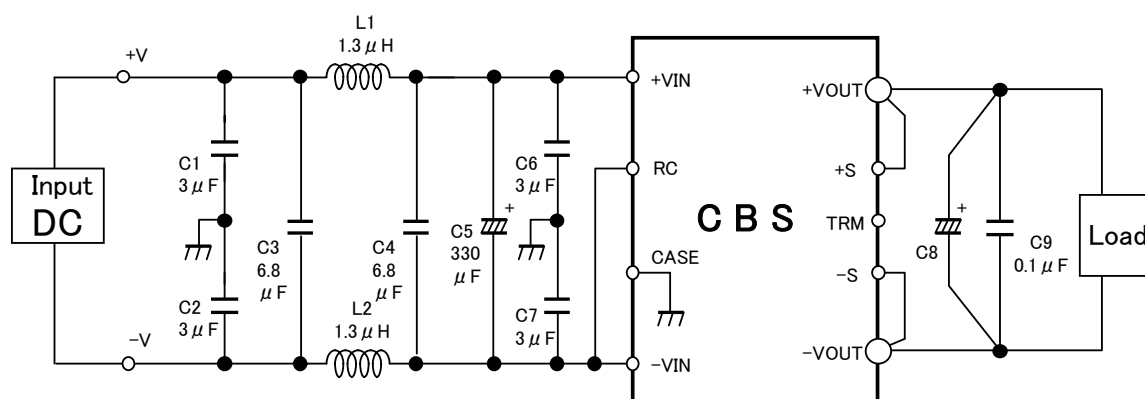 L1
1.3μH
+V
+VIN
+VOUT
C1
3μF
C6
3μF
RC
+S
Input
DC
CBS
TRM
C3
6.8
μF
C4
6.8
μF
C5
330
μF
+
CASE
C8
+
C9
0.1μF
Load
-S
C2
3μF
L2
1.3μH
C7
3μF
-V
-VIN
-VOUT